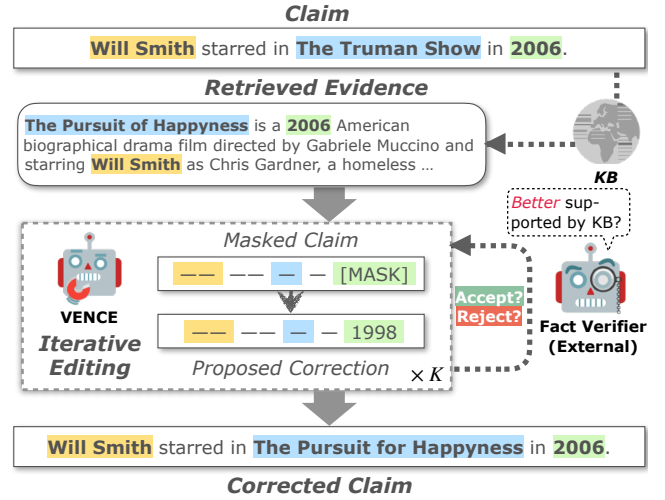 Claim
Will Smith starred in The Truman Show in 2006.
Retrieved Evidence
The Pursuit of Happyness is a 2006 American
biographical drama film directed by Gabriele Muccino and
starring Will Smith as Chris Gardner, a homeless ...
KB
Better sup-
ported by KB?
Masked Claim
—— —— — — [MASK]
VENCE
Iterative
Editing
—— —— — — 1998
Proposed Correction
× K
Accept?
Reject?
Fact Verifier
(External)
Will Smith starred in The Pursuit for Happyness in 2006.
Corrected Claim